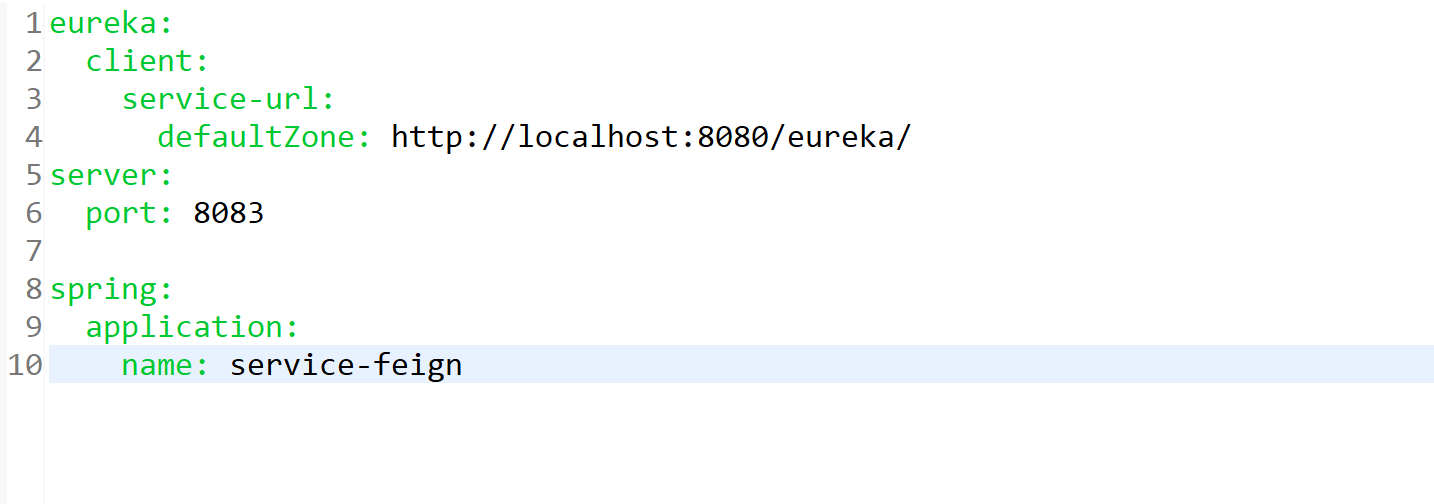 1 eureka:
2   client:
3     service-url:
4       defaultZone: http://localhost:8080/eureka/
5 server:
6   port: 8083
7
8 spring:
9   application:
10     name: service-feign